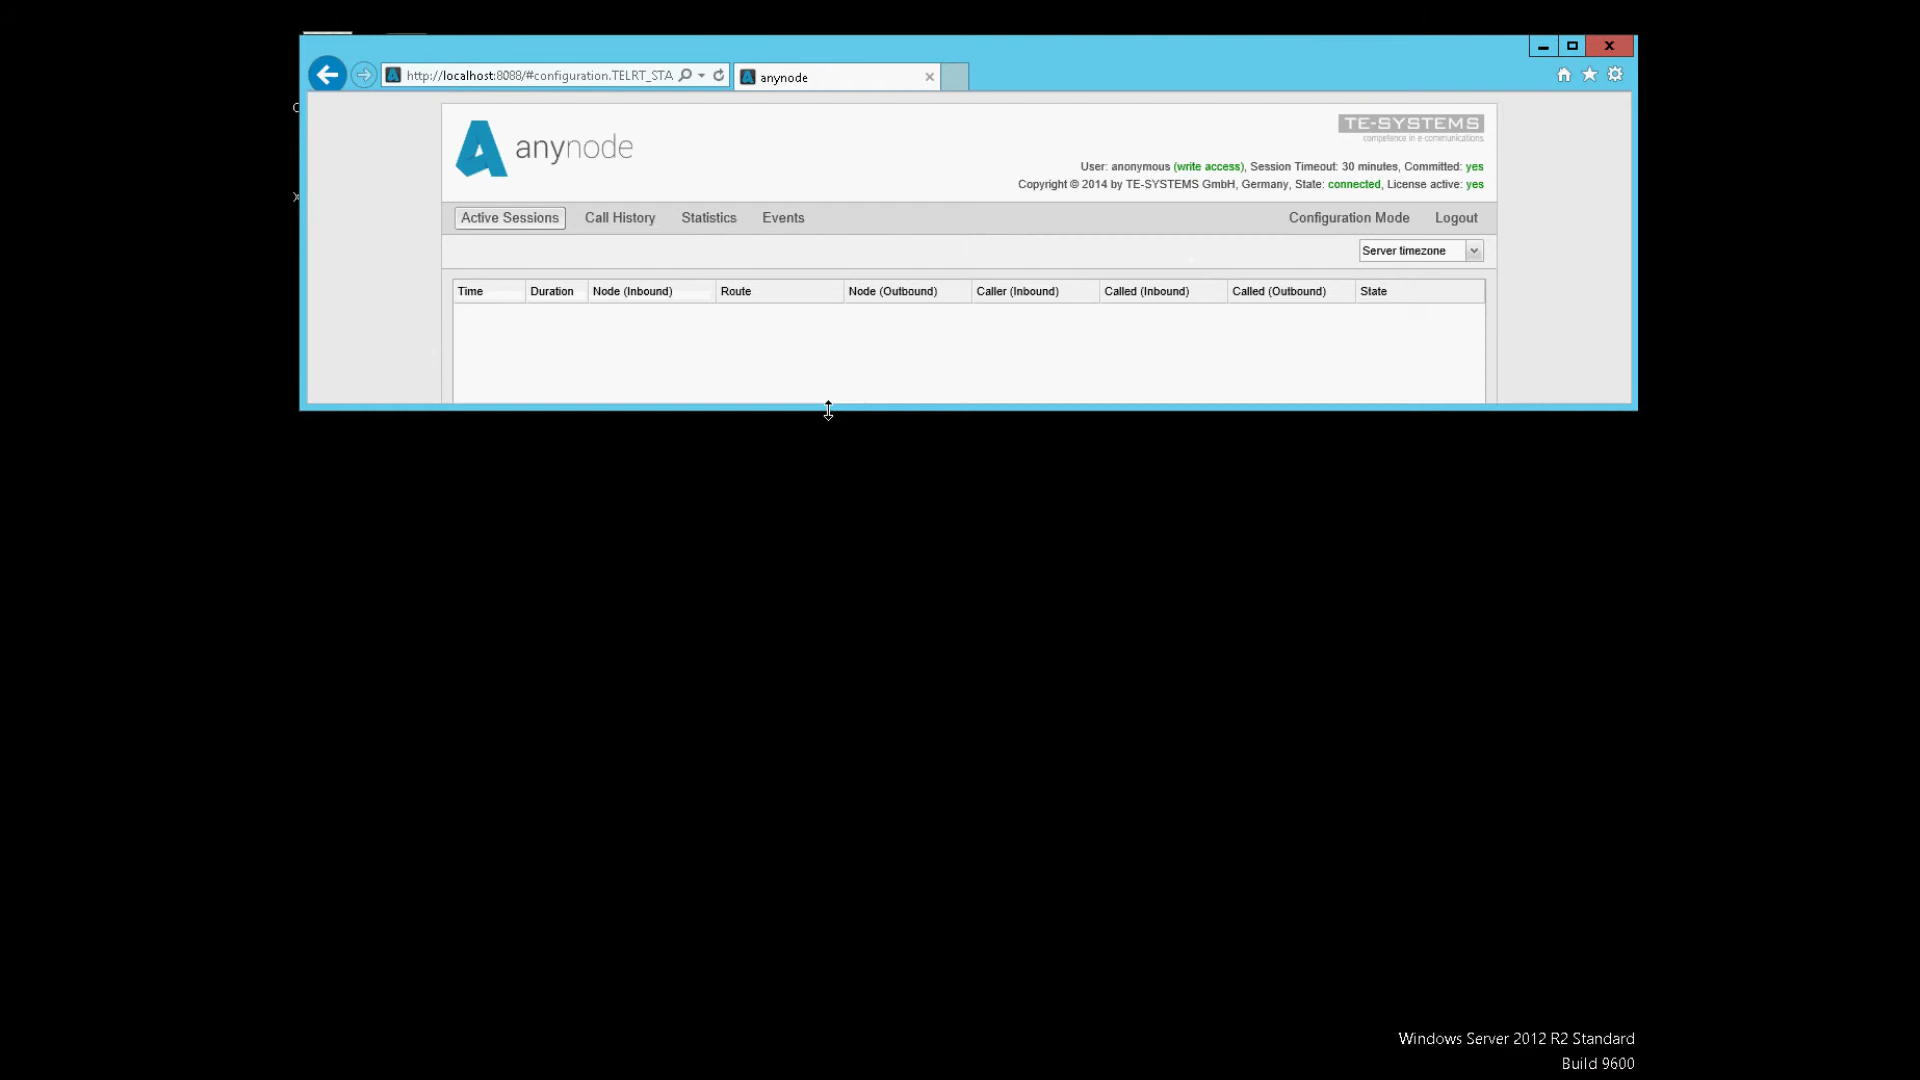 http://localhost:8088/#configuration.TELRT_STA
anynode
anynode
TE-SYSTEMS
competence in e-communications.
User: anonymous (write access), Session Timeout: 30 minutes, Committed: yes
Copyright © 2014 by TE-SYSTEMS GmbH, Germany, State: connected, License active: yes
Active Sessions Call History Statistics Events Configuration Mode Logout
Server timezone
Time Duration Node (Inbound) Route Node (Outbound) Caller (Inbound) Called (Inbound) Called (Outbound) State
Windows Server 2012 R2 Standard
Build 9600